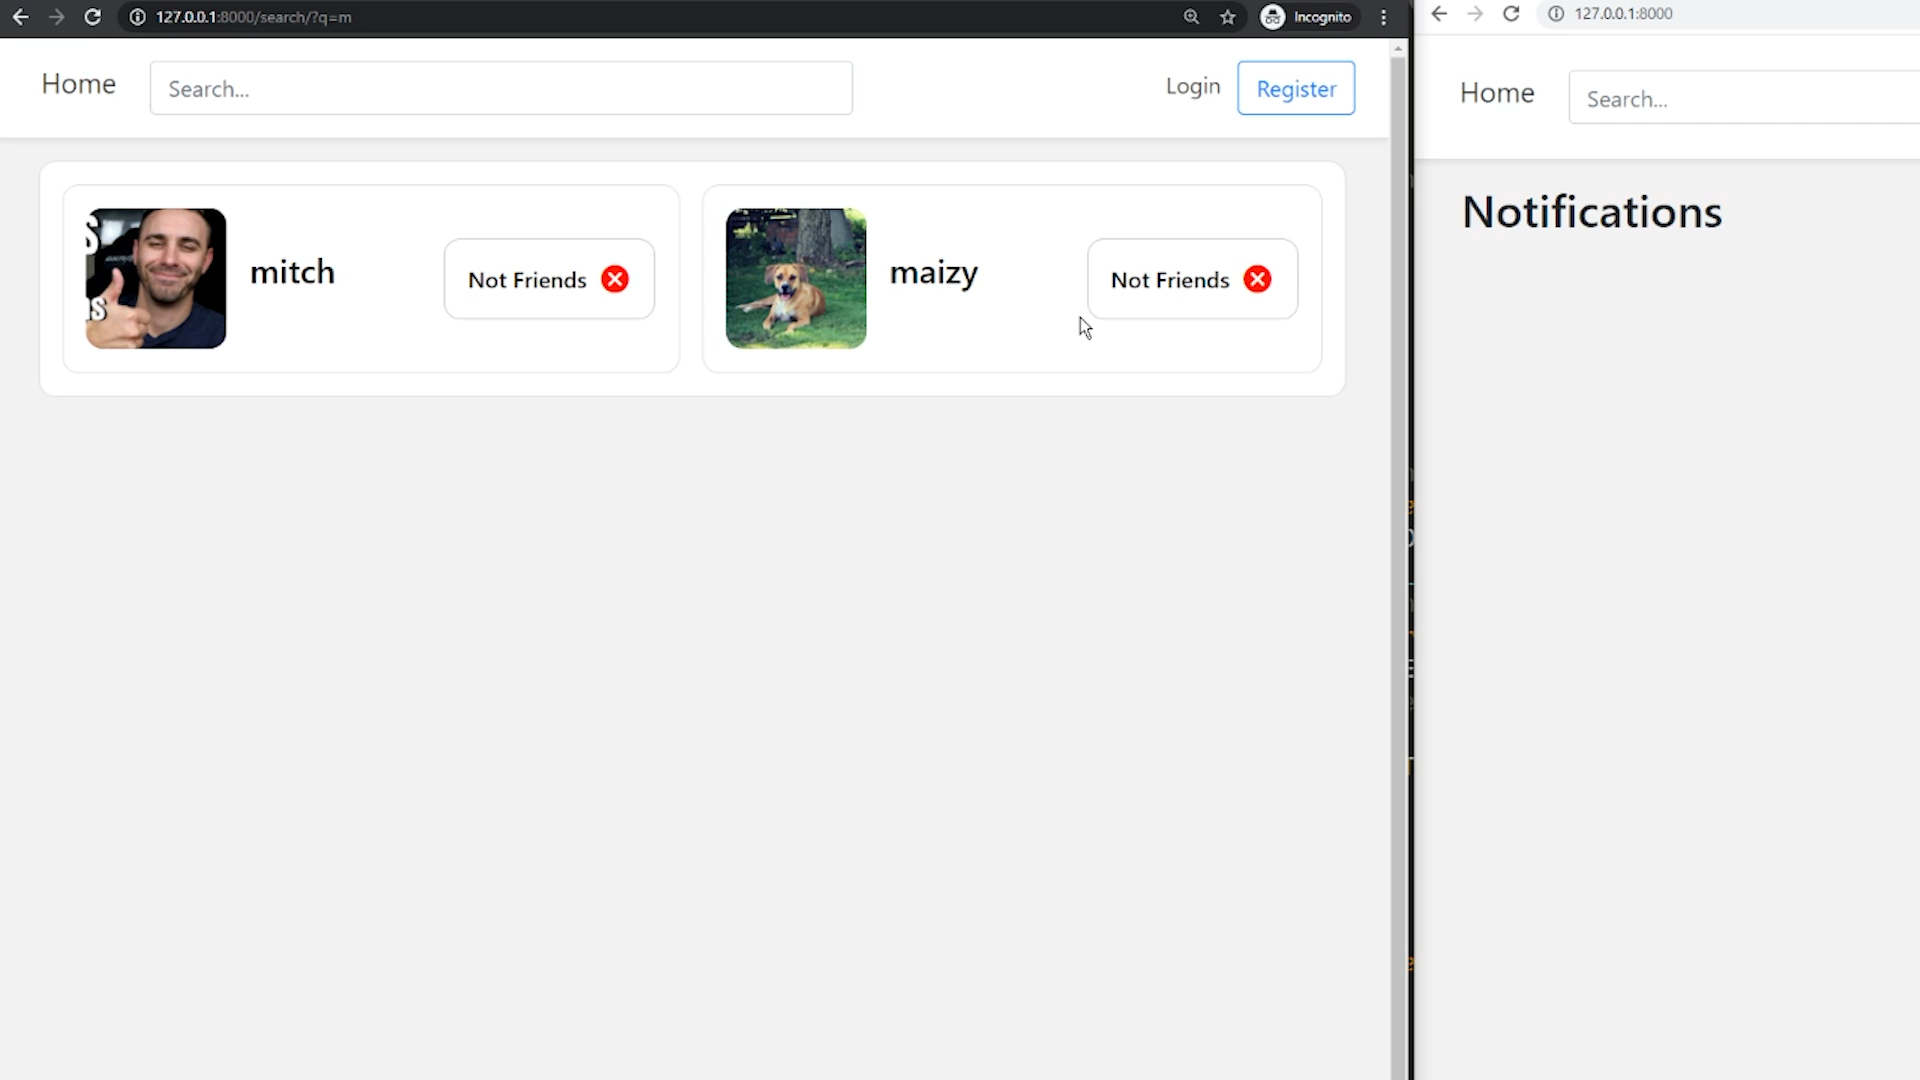 127.0.0.1:8000/search/?q=m
Incognito
127.0.0.1:8000
Home
Search...
Login
Register
Home
Search...
mitch
Not Friends
maizy
Not Friends
Notifications